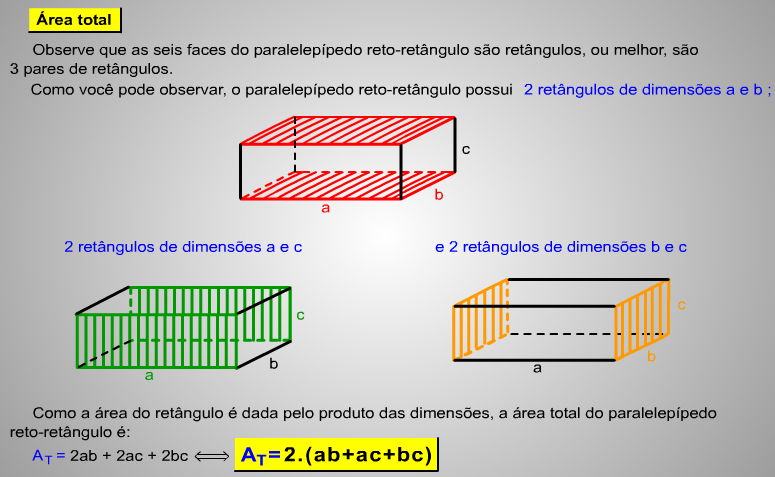 Área total
Observe que as seis faces do paralelepípedo reto-retângulo são retângulos, ou melhor, são
3 pares de retângulos.
Como você pode observar, o paralelepípedo reto-retângulo possui 2 retângulos de dimensões a e b ;
c
b
a
2 retângulos de dimensões a e c
e 2 retângulos de dimensões b e c
c
b
a
c
b
a
Como a área do retângulo é dada pelo produto das dimensões, a área total do paralelepípedo
reto-retângulo é:
A_T = 2ab + 2ac + 2bc ⟺ A_T=2.(ab+ac+bc)